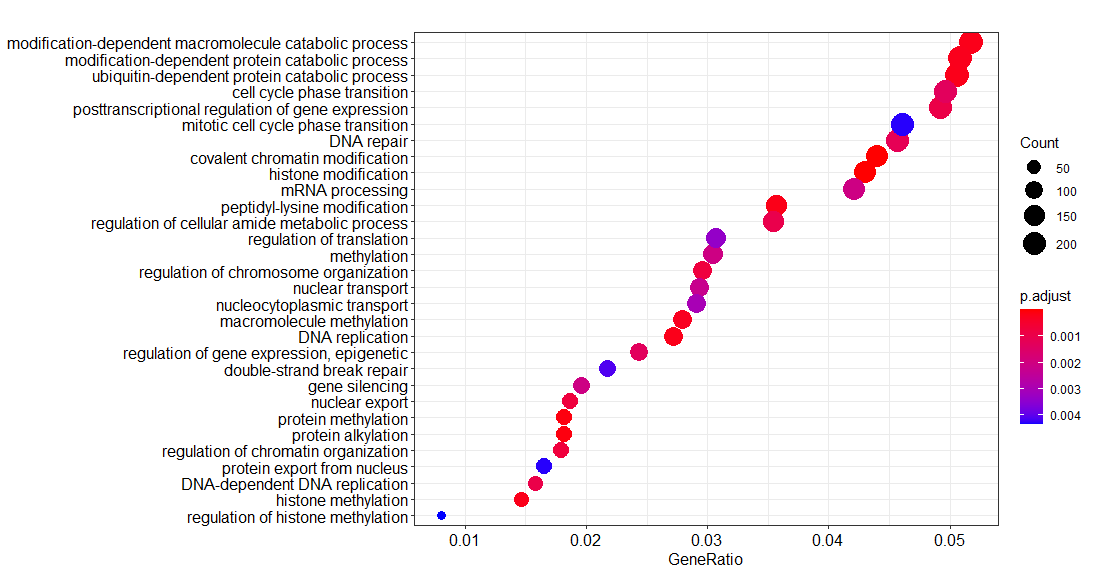 modification-dependent macromolecule catabolic process
modification-dependent protein catabolic process
ubiquitin-dependent protein catabolic process
cell cycle phase transition
posttranscriptional regulation of gene expression
mitotic cell cycle phase transition
DNA repair
covalent chromatin modification
histone modification
mRNA processing
peptidyl-lysine modification
regulation of cellular amide metabolic process
regulation of translation
methylation
regulation of chromosome organization
nuclear transport
nucleocytoplasmic transport
macromolecule methylation
DNA replication
regulation of gene expression, epigenetic
double-strand break repair
gene silencing
nuclear export
protein methylation
protein alkylation
regulation of chromatin organization
protein export from nucleus
DNA-dependent DNA replication
histone methylation
regulation of histone methylation
0.01 0.02 0.03 0.04 0.05
GeneRatio
Count
50
100
150
200
p.adjust
0.001
0.002
0.003
0.004